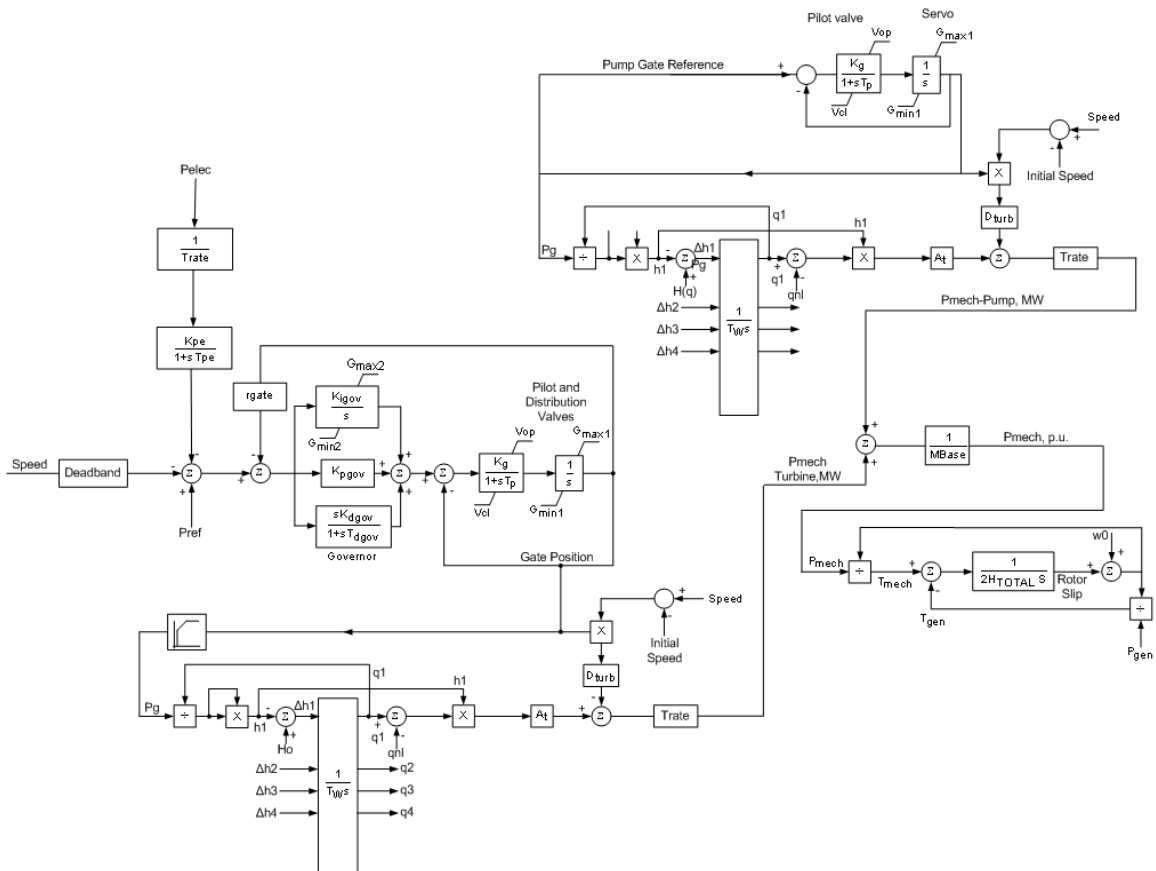 Pilot valve
Servo
Vop
Gmax1
Pump Gate Reference
+
-
Kg
1+sTp
1
s
Vcl
Gmin1
Speed
+
-
Initial Speed
X
Pelec
1
Trate
q1
h1
Dturb
Pg
÷
X
-
h1
Σ
Δh1
Pg
+
H(q)
q1
+
Σ
-
qnl
X
At
Σ
Trate
Δh2
Δh3
Δh4
1
TWs
Pmech-Pump, MW
Kpe
1+sTpe
rgate
Gmax2
Kigov
s
Gmin2
Pilot and
Distribution
Valves
Vop
Gmax1
Speed
Deadband
-
-
Σ
+
Pref
-
+
Σ
Kpgov
+
+
+
Σ
+
Σ
-
Kg
1+sTp
1
s
Vcl
Gmin1
sKdgov
1+sTdgov
Governor
Gate Position
+
Σ
+
1
MBase
Pmech, p.u.
Pmech
Turbine,MW
w0
Pmech
÷
Tmech
+
Σ
-
1
2HTOTAL s
+
Rotor
Slip
+
Σ
Tgen
÷
Pgen
+
Speed
-
Initial
Speed
X
Dturb
q1
h1
Pg
÷
X
-
h1
Σ
Δh1
+
Ho
+
q1
Σ
-
qnl
X
At
+
-
Σ
Trate
Δh2
Δh3
Δh4
1
TWs
q2
q3
q4